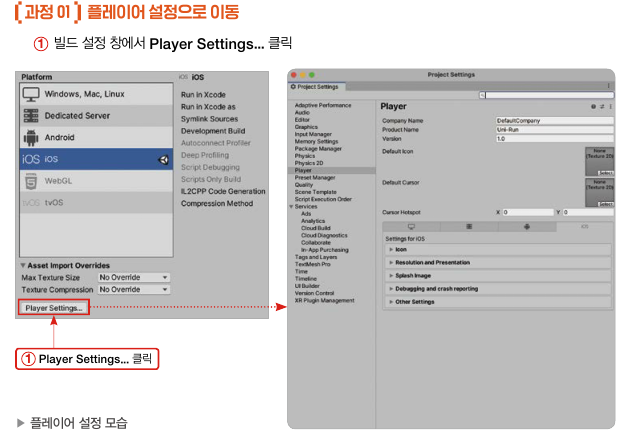 [과정 01] 플레이어 설정으로 이동
① 빌드 설정 창에서 Player Settings... 클릭
Platform
Windows, Mac, Linux
Dedicated Server
Android
iOS iOS
WebGL
tvOS tvOS
Asset Import Overrides
Max Texture Size No Override
Texture Compression No Override
Player Settings...
iOS iOS
Run in Xcode
Run in Xcode as
Symlink Sources
Development Build
Autoconnect Profiler
Deep Profiling
Script Debugging
Scripts Only Build
IL2CPP Code Generation
Compression Method
① Player Settings... 클릭
Project Settings
Project Settings
Adaptive Performance
Audio
Editor
Graphics
Input Manager
Memory Settings
Package Manager
Physics
Physics 2D
Player
Preset Manager
Quality
Scene Template
Script Execution Order
Services
Ads
Analytics
Cloud Build
Cloud Diagnostics
Collaborate
In-App Purchasing
Tags and Layers
TextMesh Pro
Time
Timeline
UI Builder
Version Control
XR Plugin Management
Player
Company Name DefaultCompany
Product Name Uni-Run
Version 1.0
Default Icon
None
(Texture 2D)
Select
Default Cursor
None
(Texture 2D)
Select
Cursor Hotspot X 0 Y 0
iOS
Settings for iOS
Icon
Resolution and Presentation
Splash Image
Debugging and crash reporting
Other Settings
▶ 플레이어 설정 모습